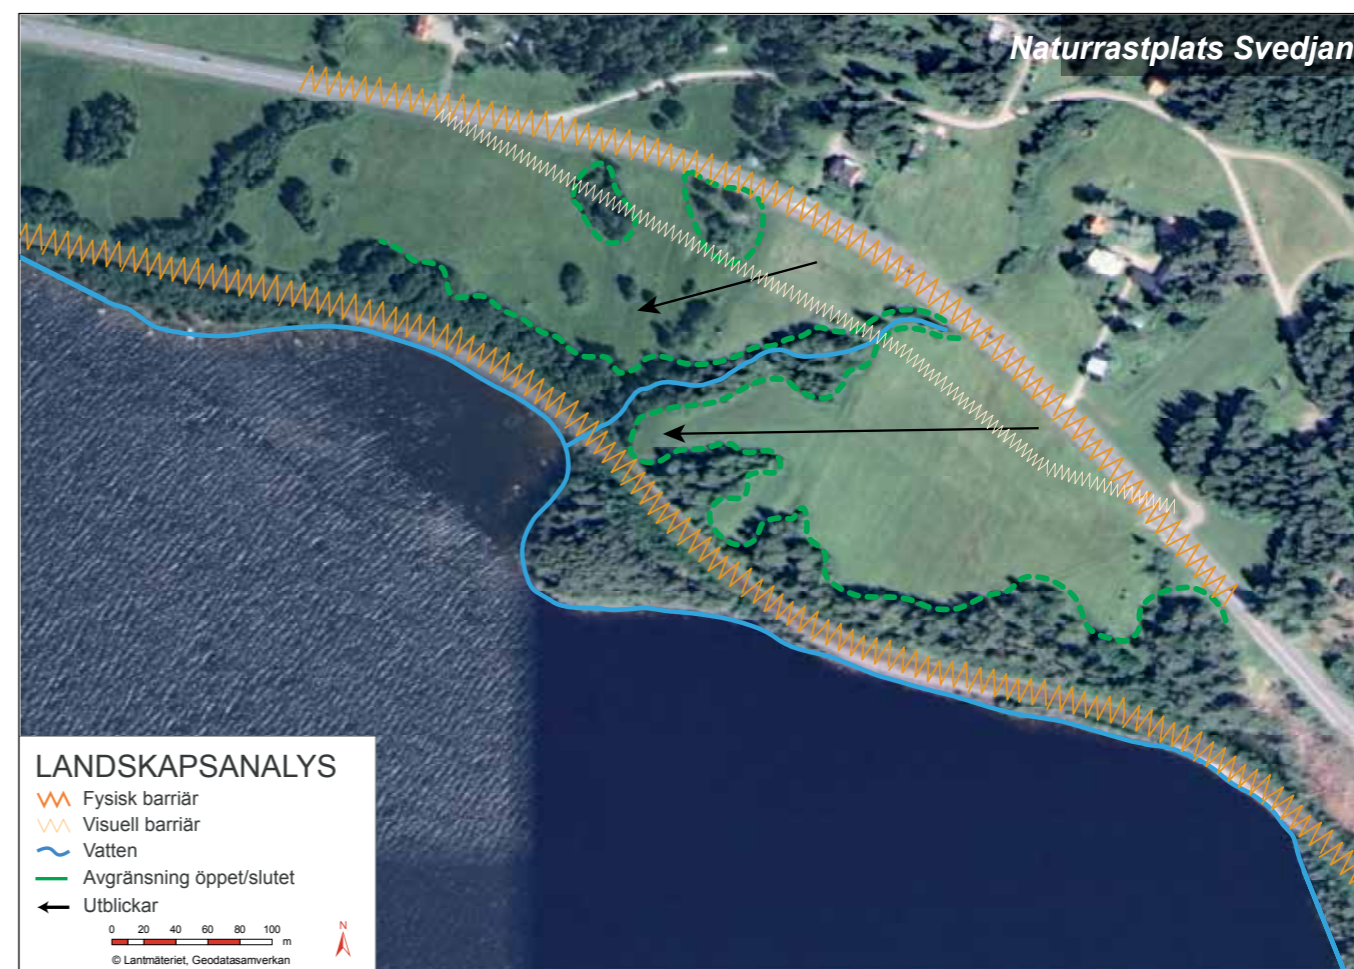 Naturrastplats Svedjan
LANDSKAPSANALYS
Fysisk barriär
Visuell barriär
Vatten
Avgränsning öppet/slutet
Utblickar
0 20 40 60 80 100
m
N
© Lantmäteriet, Geodatasamverkan